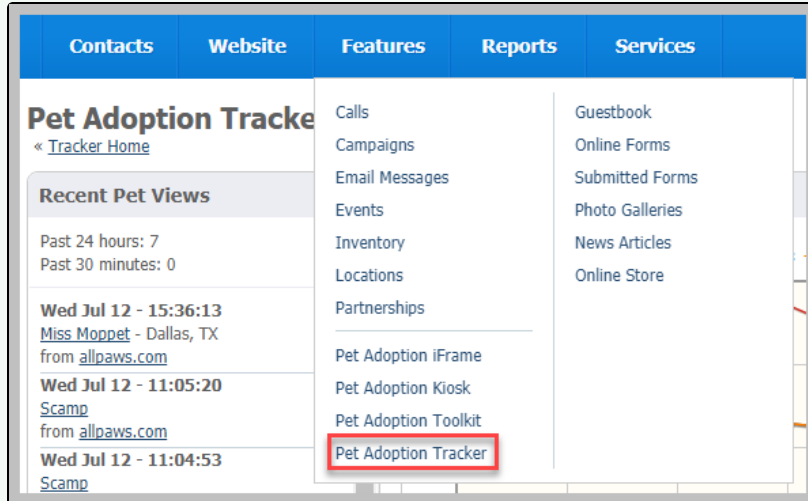 Contacts Website Features Reports Services
Pet Adoption Tracke
« Tracker Home
Recent Pet Views
Past 24 hours: 7
Past 30 minutes: 0
Wed Jul 12 - 15:36:13
Miss Moppet - Dallas, TX
from allpaws.com
Wed Jul 12 - 11:05:20
Scamp
from allpaws.com
Wed Jul 12 - 11:04:53
Scamp
Calls
Campaigns
Email Messages
Events
Inventory
Locations
Partnerships
Pet Adoption iFrame
Pet Adoption Kiosk
Pet Adoption Toolkit
Pet Adoption Tracker
Guestbook
Online Forms
Submitted Forms
Photo Galleries
News Articles
Online Store